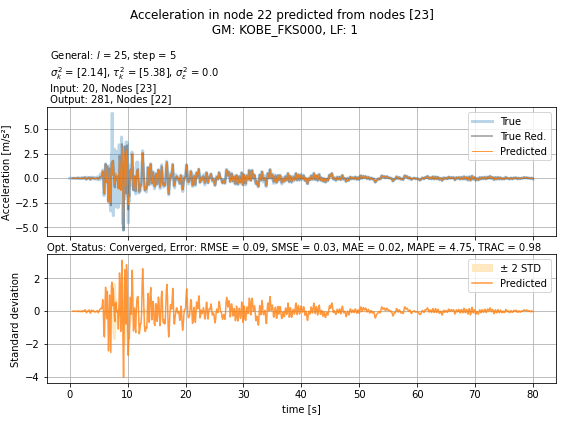 Acceleration in node 22 predicted from nodes [23]
GM: KOBE_FKS000, LF: 1
General: l = 25, step = 5
σ²ₖ = [2.14], τ²ₖ = [5.38], σ²ε = 0.0
Input: 20, Nodes [23]
Output: 281, Nodes [22]
Acceleration [m/s²]
5.0
2.5
0.0
−2.5
−5.0
True
True Red.
Predicted
Opt. Status: Converged, Error: RMSE = 0.09, SMSE = 0.03, MAE = 0.02, MAPE = 4.75, TRAC = 0.98
Standard deviation
2
0
−2
−4
± 2 STD
Predicted
0 10 20 30 40 50 60 70 80
time [s]